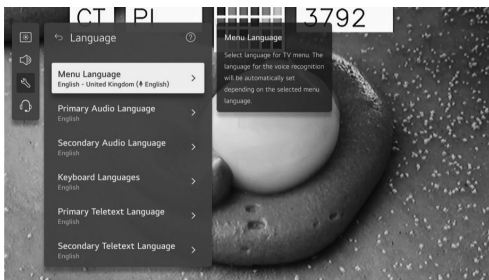 CT PL 3792
Language
Menu Language
English - United Kingdom (English)
Primary Audio Language
English
Secondary Audio Language
English
Keyboard Languages
English
Primary Teletext Language
English
Secondary Teletext Language
English
Menu Language
Select language for TV menu. The
language for the voice recognition
will be automatically set
depending on the selected menu
language.